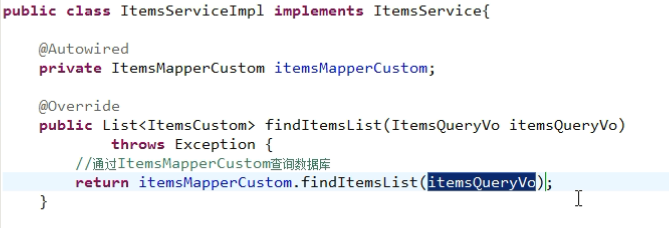 public class ItemsServiceImpl implements ItemsService{
@Autowired
private ItemsMapperCustom itemsMapperCustom;
@Override
public List<ItemsCustom> findItemsList(ItemsQueryVo itemsQueryVo)
throws Exception {
//通过ItemsMapperCustom查询数据库
return itemsMapperCustom.findItemsList(itemsQueryVo);
}